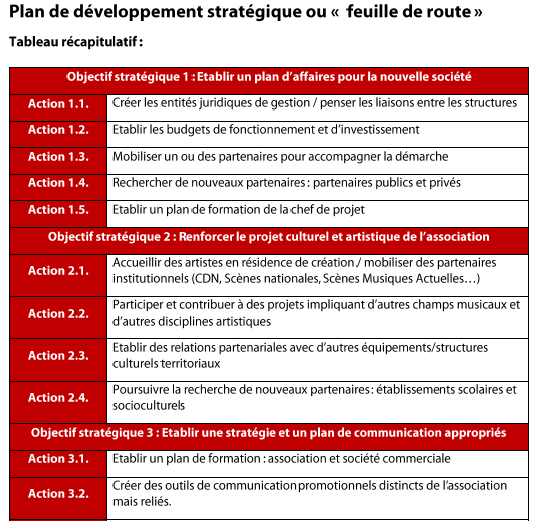 Plan de développement stratégique ou « feuille de route »
Tableau récapitulatif :
Objectif stratégique 1 : Etablir un plan d’affaires pour la nouvelle société
Action 1.1. Créer les entités juridiques de gestion / penser les liaisons entre les structures
Action 1.2. Etablir les budgets de fonctionnement et d’investissement
Action 1.3. Mobiliser un ou des partenaires pour accompagner la démarche
Action 1.4. Rechercher de nouveaux partenaires : partenaires publics et privés
Action 1.5. Etablir un plan de formation de la chef de projet
Objectif stratégique 2 : Renforcer le projet culturel et artistique de l’association
Action 2.1. Accueillir des artistes en résidence de création / mobiliser des partenaires
institutionnels (CDN, Scènes nationales, Scènes Musiques Actuelles…)
Action 2.2. Participer et contribuer à des projets impliquant d’autres champs musicaux et
d’autres disciplines artistiques
Action 2.3. Etablir des relations partenariales avec d’autres équipements/structures
culturels territoriaux
Action 2.4. Poursuivre la recherche de nouveaux partenaires : établissements scolaires et
socioculturels
Objectif stratégique 3 : Etablir une stratégie et un plan de communication appropriés
Action 3.1. Etablir un plan de formation : association et société commerciale
Action 3.2. Créer des outils de communication promotionnels distincts de l’association
mais reliés.